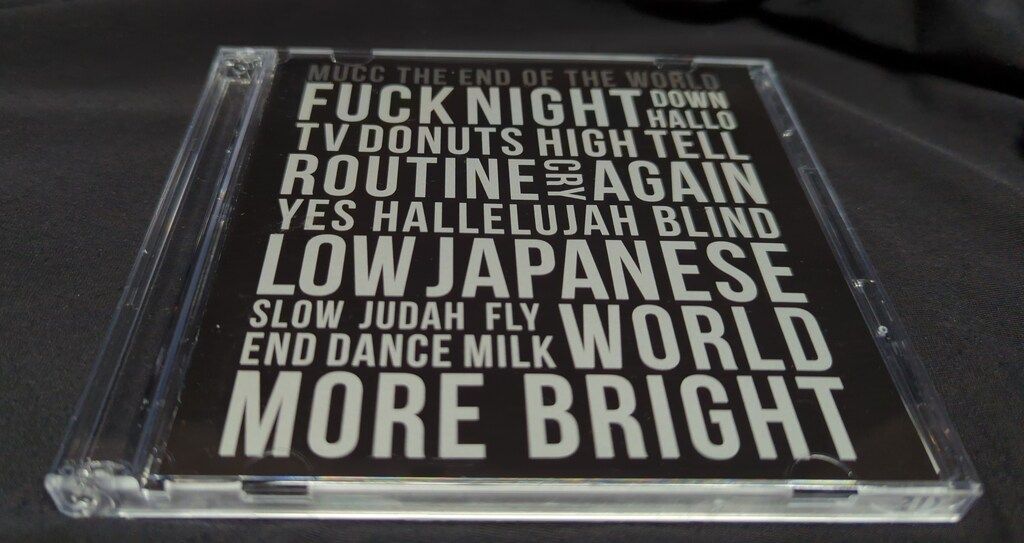 MUCC THE END OF THE WORLD
FUCK NIGHT DOWN
HALLO
TV DONUTS HIGH TELL
ROUTINE CRY AGAIN
YES HALLELUJAH BLIND
LOW JAPANESE
SLOW JUDAH FLY
END DANCE MILK WORLD
MORE BRIGHT